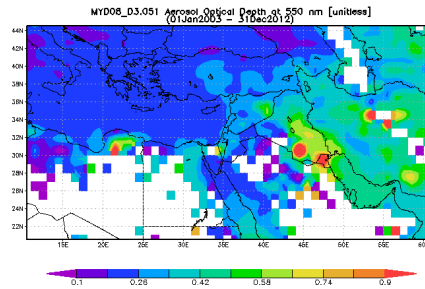 MYD08_D3.051 Aerosol Optical Depth at 550 nm [unitless]
(01Jan2003 - 31Dec2012)
44N
42N
40N
38N
36N
34N
32N
30N
28N
26N
24N
22N
15E 20E 25E 30E 35E 40E 45E 50E 55E 60E
0.1 0.26 0.42 0.58 0.74 0.9